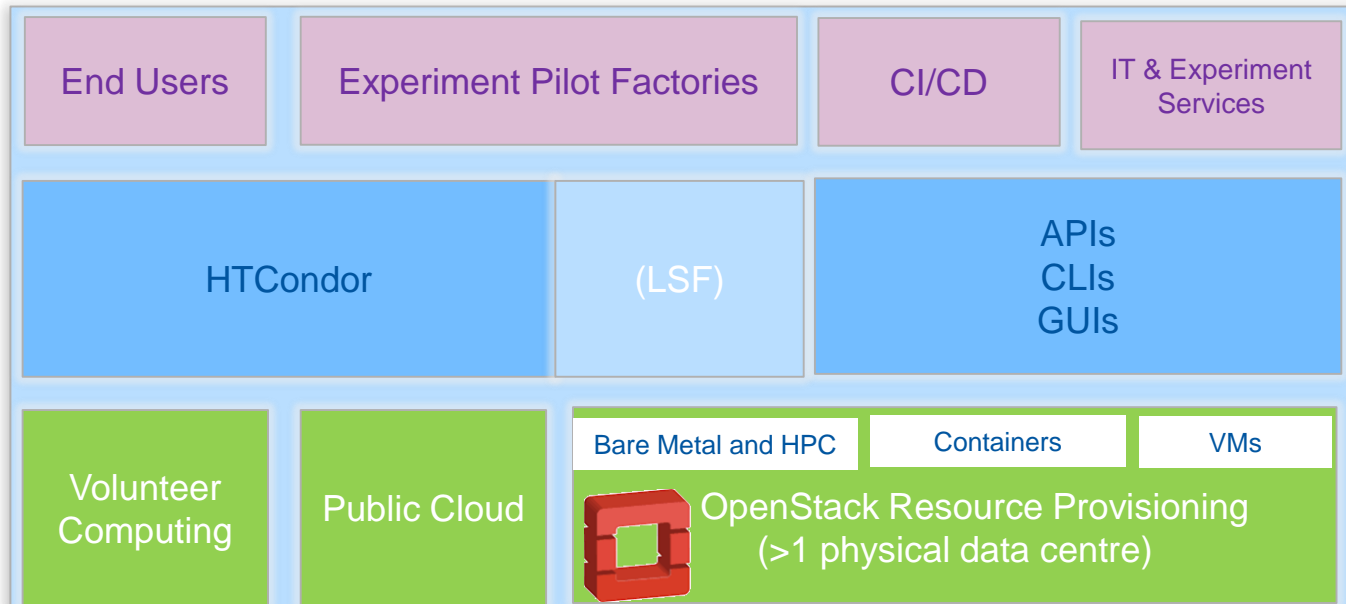 End Users
Experiment Pilot Factories
CI/CD
IT & Experiment
Services
HTCondor
(LSF)
APIs
CLIs
GUIs
Volunteer
Computing
Public Cloud
Bare Metal and HPC
Containers
VMs
OpenStack Resource Provisioning
(>1 physical data centre)